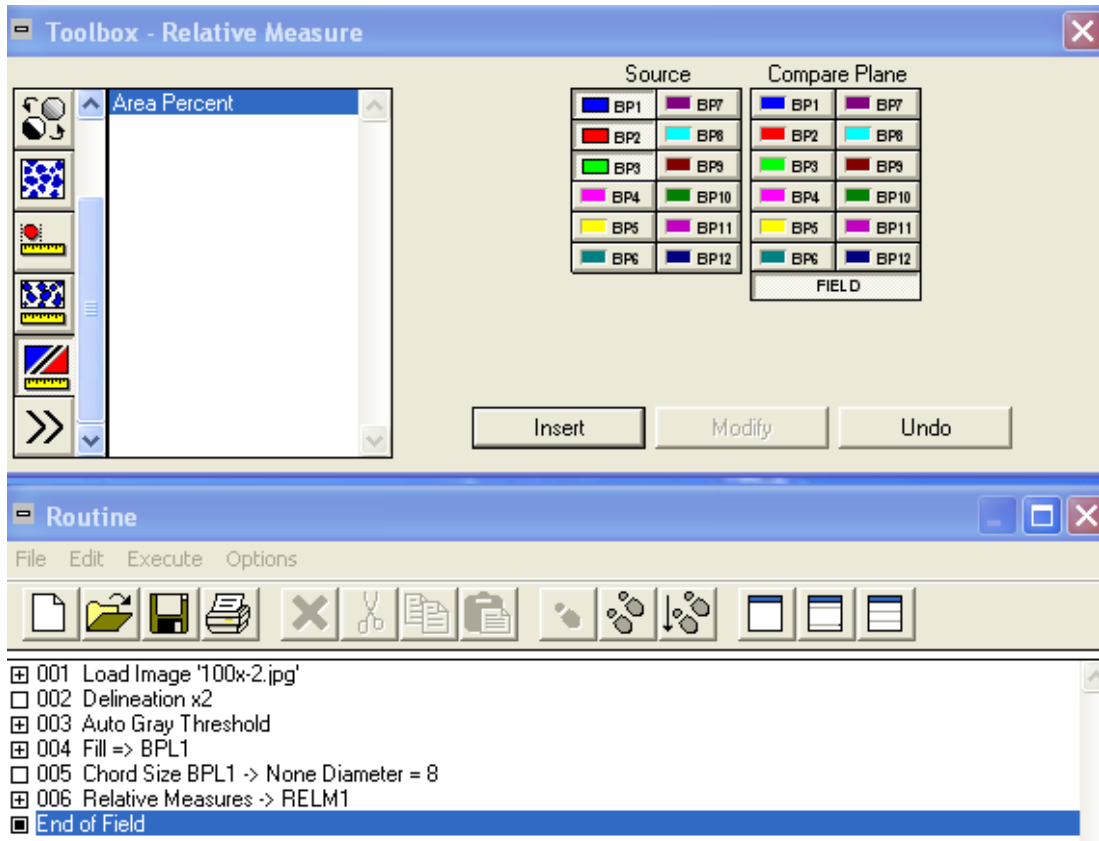 Toolbox - Relative Measure
Area Percent
Source Compare Plane
BP1 BP7 BP1 BP7
BP2 BP8 BP2 BP8
BP3 BP9 BP3 BP9
BP4 BP10 BP4 BP10
BP5 BP11 BP5 BP11
BP6 BP12 BP6 BP12
FIELD
Insert Modify Undo
Routine
File Edit Execute Options
001 Load Image '100x-2.jpg'
002 Delineation x2
003 Auto Gray Threshold
004 Fill => BPL1
005 Chord Size BPL1 -> None Diameter = 8
006 Relative Measures -> RELM1
End of Field